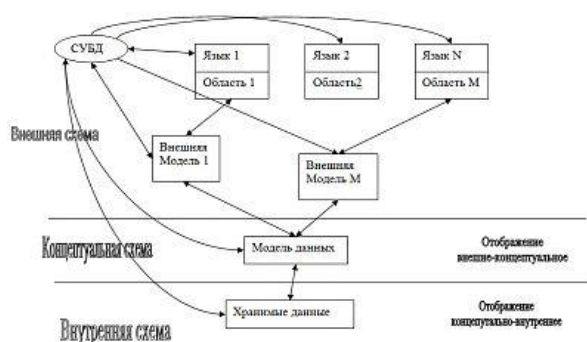 СУБД
Язык 1
Область 1
Язык 2
Область2
Язык N
Область M
Внешняя схема
Внешняя
Модель 1
Внешняя
Модель M
Концептуальная схема
Модель данных
Отображение
внешне-концептуальное
Внутренняя схема
Хранимые данные
Отображение
концептуально-внутреннее